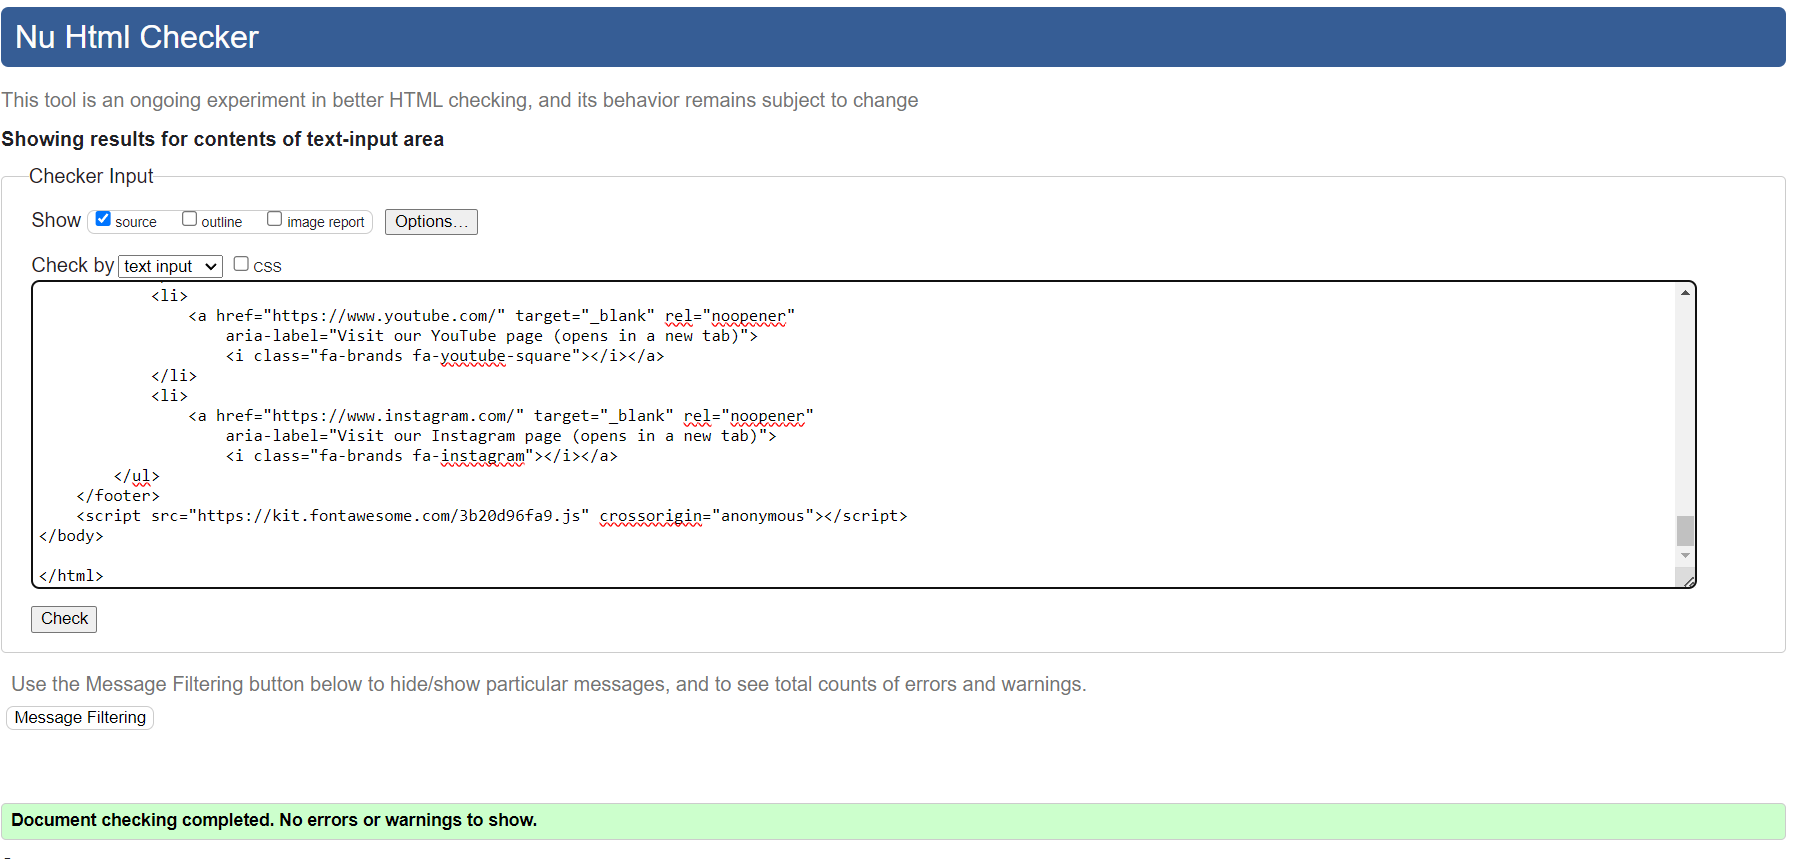 Nu Html Checker
This tool is an ongoing experiment in better HTML checking, and its behavior remains subject to change
Showing results for contents of text-input area
Checker Input
Show source outline image report Options...
Check by text input CSS
<li>
<a href="https://www.youtube.com/" target="_blank" rel="noopener"
aria-label="Visit our YouTube page (opens in a new tab)">
<i class="fa-brands fa-youtube-square"></i></a>
</li>
<li>
<a href="https://www.instagram.com/" target="_blank" rel="noopener"
aria-label="Visit our Instagram page (opens in a new tab)">
<i class="fa-brands fa-instagram"></i></a>
</ul>
</footer>
<script src="https://kit.fontawesome.com/3b20d96fa9.js" crossorigin="anonymous"></script>
</body>
</html>
Check
Use the Message Filtering button below to hide/show particular messages, and to see total counts of errors and warnings.
Message Filtering
Document checking completed. No errors or warnings to show.